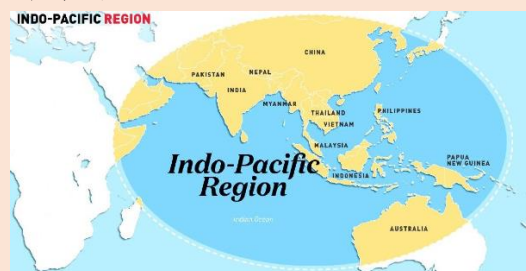 INDO-PACIFIC REGION
CHINA
PAKISTAN
NEPAL
INDIA
MYANMAR
THAILAND
PHILIPPINES
VIETNAM
MALAYSIA
Indo-Pacific
Region
INDONESIA
PAPUA
NEW GUINEA
Indian Ocean
AUSTRALIA